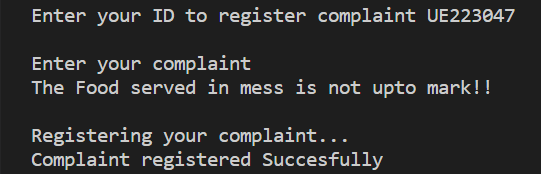 Enter your ID to register complaint UE223047
Enter your complaint
The Food served in mess is not upto mark!!
Registering your complaint...
Complaint registered Succesfully